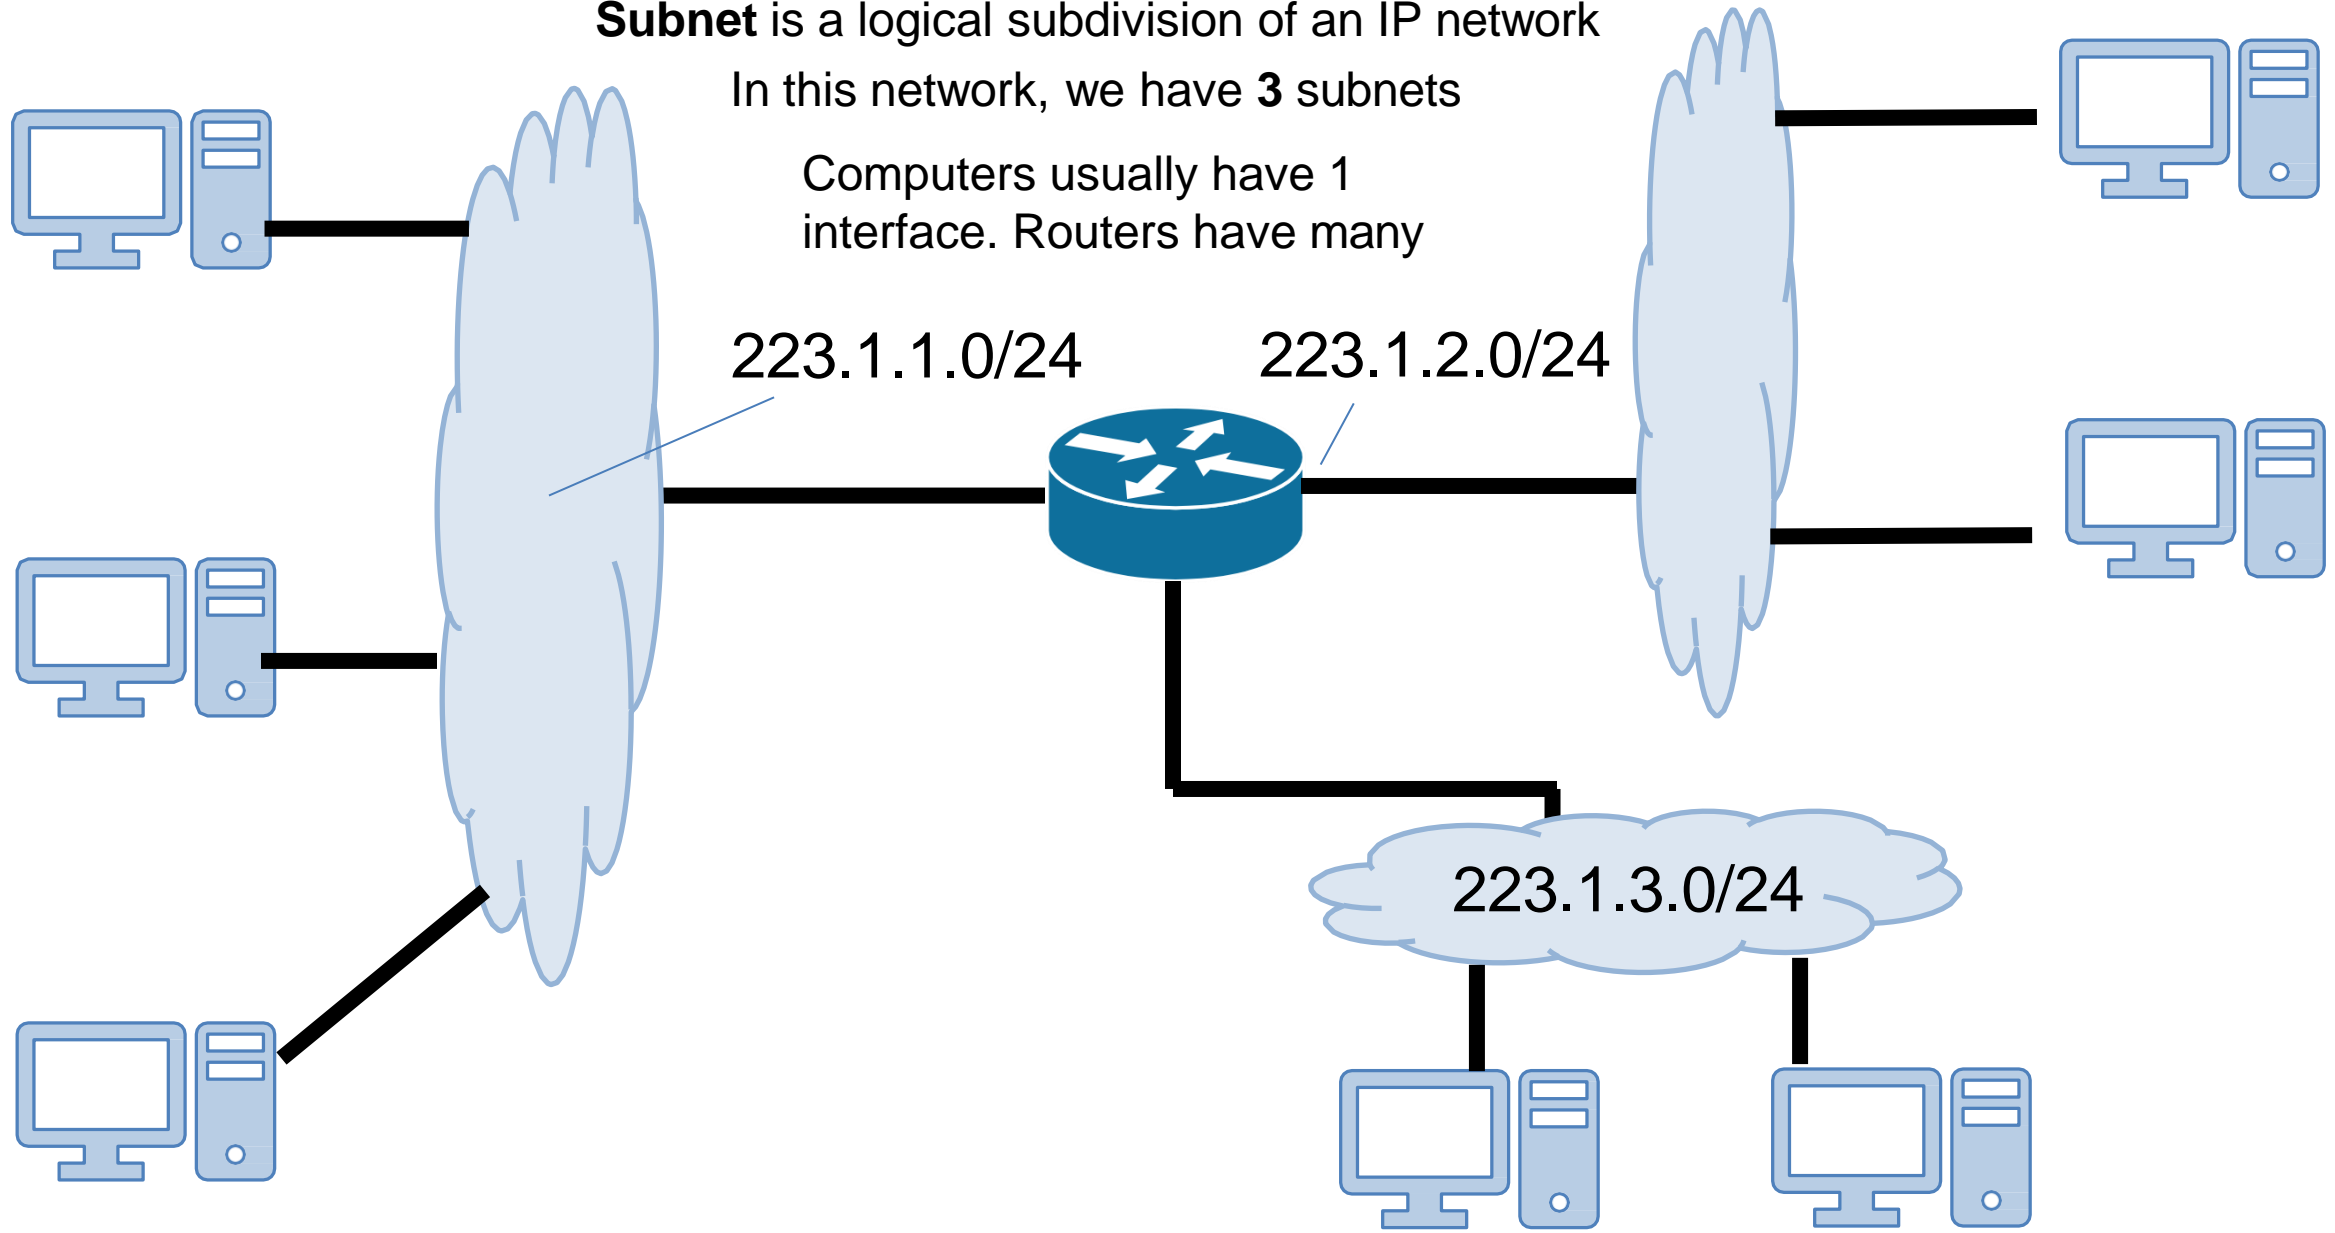 Subnet is a logical subdivision of an IP network
In this network, we have 3 subnets
Computers usually have 1
interface. Routers have many
223.1.1.0/24
223.1.2.0/24
223.1.3.0/24